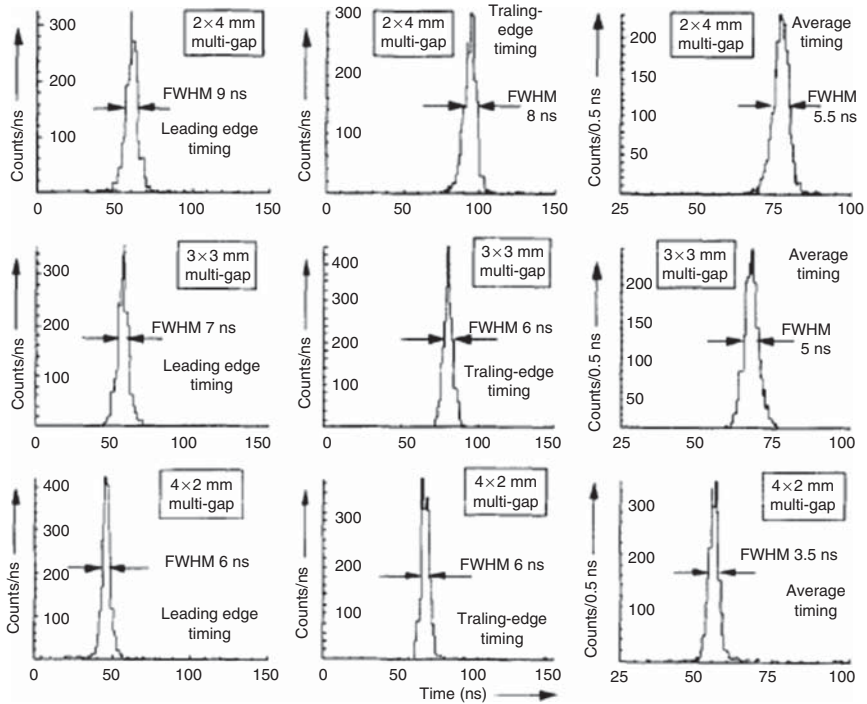 Counts/ns
300
200
100
2×4 mm
multi-gap
FWHM 9 ns
Leading edge
timing
0
50
100
150
Counts/ns
300
200
100
2×4 mm
multi-gap
Traling-
edge
timing
FWHM
8 ns
0
50
100
150
Counts/0.5 ns
200
150
100
50
2×4 mm
multi-gap
Average
timing
FWHM
5.5 ns
25
50
75
100
Counts/ns
300
200
100
3×3 mm
multi-gap
FWHM 7 ns
Leading edge
timing
0
50
100
150
Counts/ns
400
300
200
100
3×3 mm
multi-gap
FWHM 6 ns
Traling-edge
timing
0
50
100
150
Counts/0.5 ns
200
150
100
50
3×3 mm
multi-gap
Average
timing
FWHM
5 ns
25
50
75
100
Counts/ns
400
300
200
100
4×2 mm
multi-gap
FWHM 6 ns
Leading edge
timing
0
50
100
150
Counts/ns
300
200
100
4×2 mm
multi-gap
FWHM 6 ns
Traling-edge
timing
0
50
100
150
Time (ns)
Counts/0.5 ns
300
200
100
4×2 mm
multi-gap
FWHM 3.5 ns
Average
timing
25
50
75
100